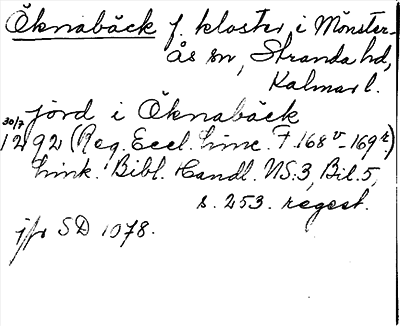 Öknabäck f. kloster i Mönster-
ås sn, Stranda hd,
Kalmar l.
jord i Öknabäck
30/7
1292 (Reg. Eccl. Linc. F. 168v-169r.)
Link. Bibl. Handl. NS.3, Bil.5,
s. 253. regest.
jfr SD 1078.